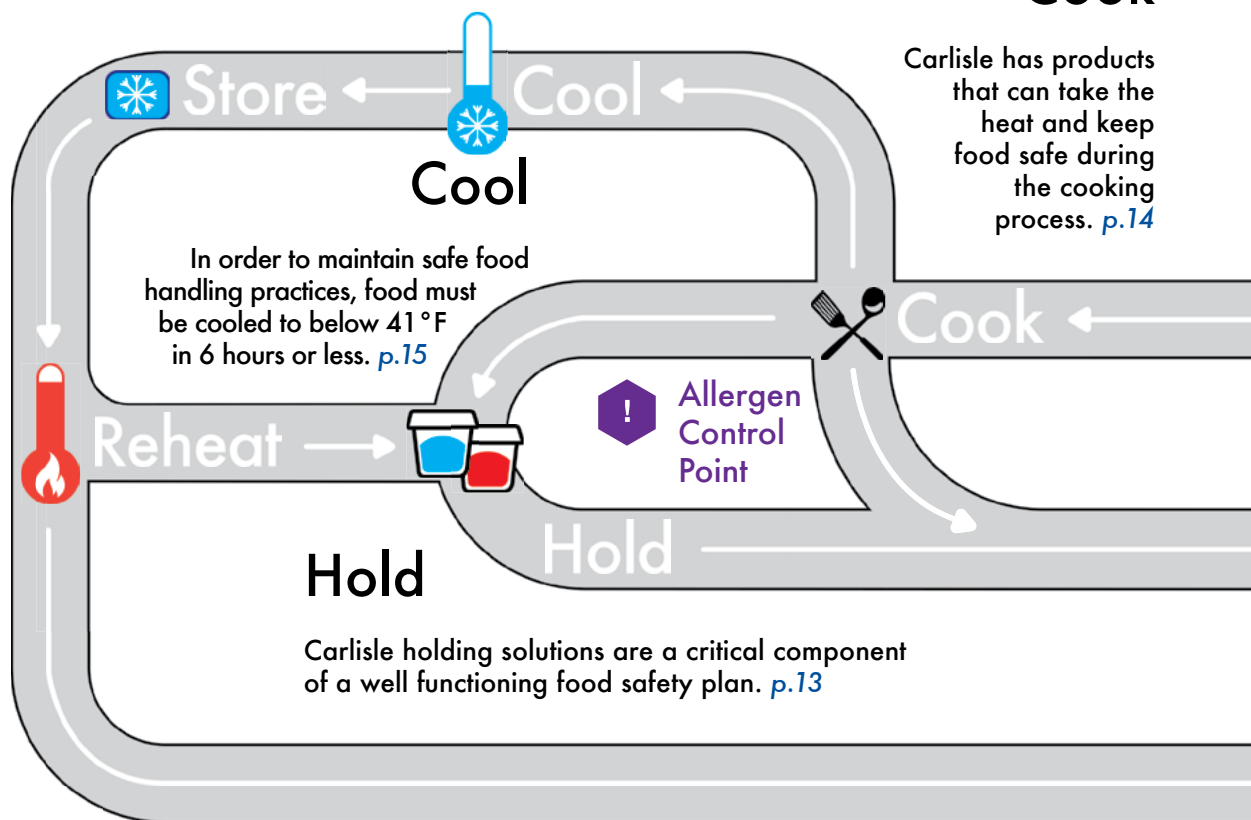 Cook
Carlisle has products
that can take the
heat and keep
food safe during
the cooking
process. p.14
Store
Cool
Cool
In order to maintain safe food
handling practices, food must
be cooled to below 41°F
in 6 hours or less. p.15
Cook
!
Allergen
Control
Point
Reheat
Hold
Hold
Carlisle holding solutions are a critical component
of a well functioning food safety plan. p.13